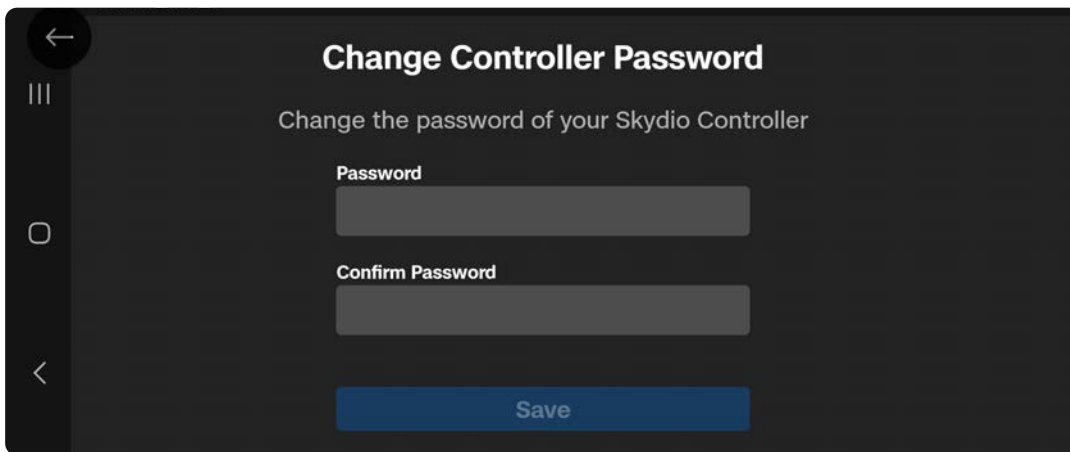 Change Controller Password
Change the password of your Skydio Controller
Password
Confirm Password
Save